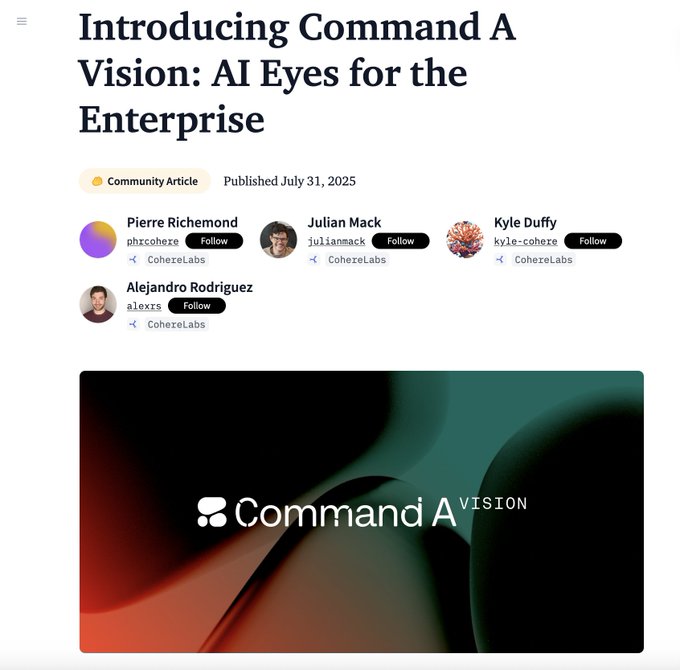 Introducing Command A
Vision: AI Eyes for the
Enterprise
Community Article Published July 31, 2025
Pierre Richemond
phrcohere Follow
CohereLabs
Julian Mack
julianmack Follow
CohereLabs
Kyle Duffy
kyle-cohere Follow
CohereLabs
Alejandro Rodriguez
alexrs Follow
CohereLabs
Command A VISION